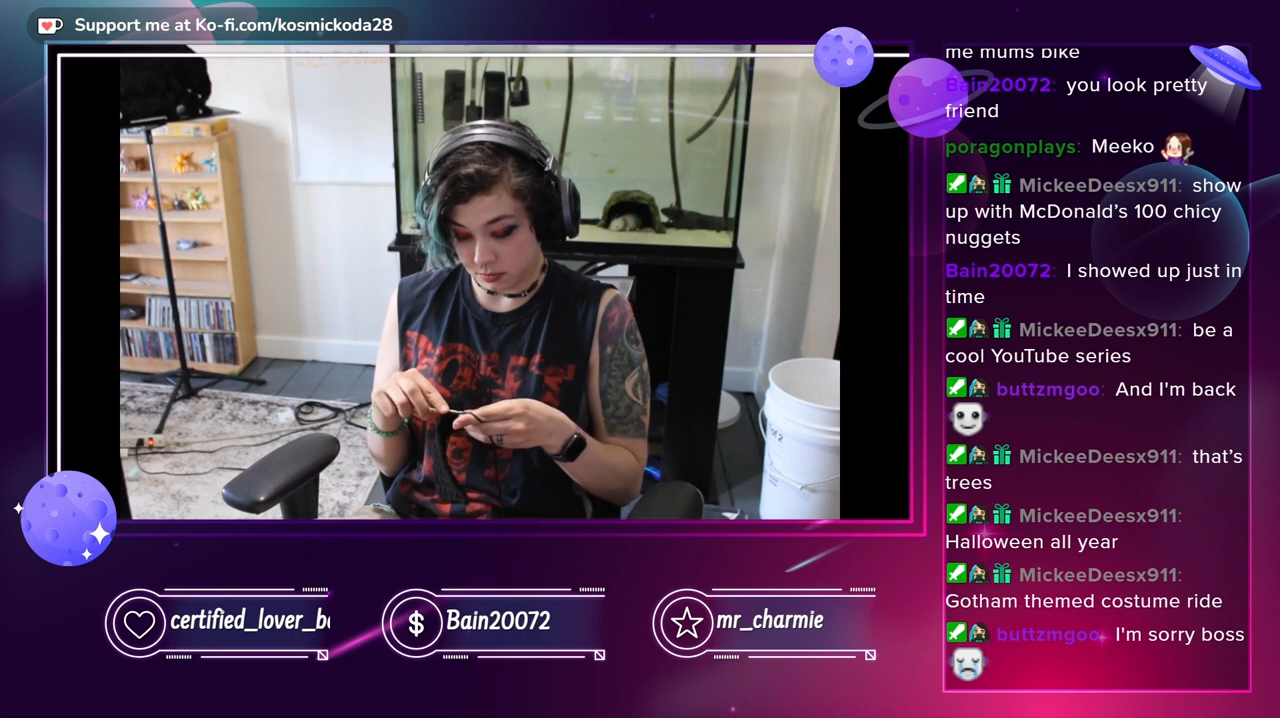 Support me at Ko-fi.com/kosmickoda28
me mums bike
Bain20072: you look pretty
friend
poragonplays: Meeko
MickeeDeesx911: show
up with McDonald's 100 chicy
nuggets
Bain20072: I showed up just in
time
MickeeDeesx911: be a
cool YouTube series
buttzmgoo: And I'm back
MickeeDeesx911: that's
trees
MickeeDeesx911:
Halloween all year
MickeeDeesx911:
Gotham themed costume ride
buttzmgoo: I'm sorry boss
certified_lover_bo
$ Bain20072
mr_charmie